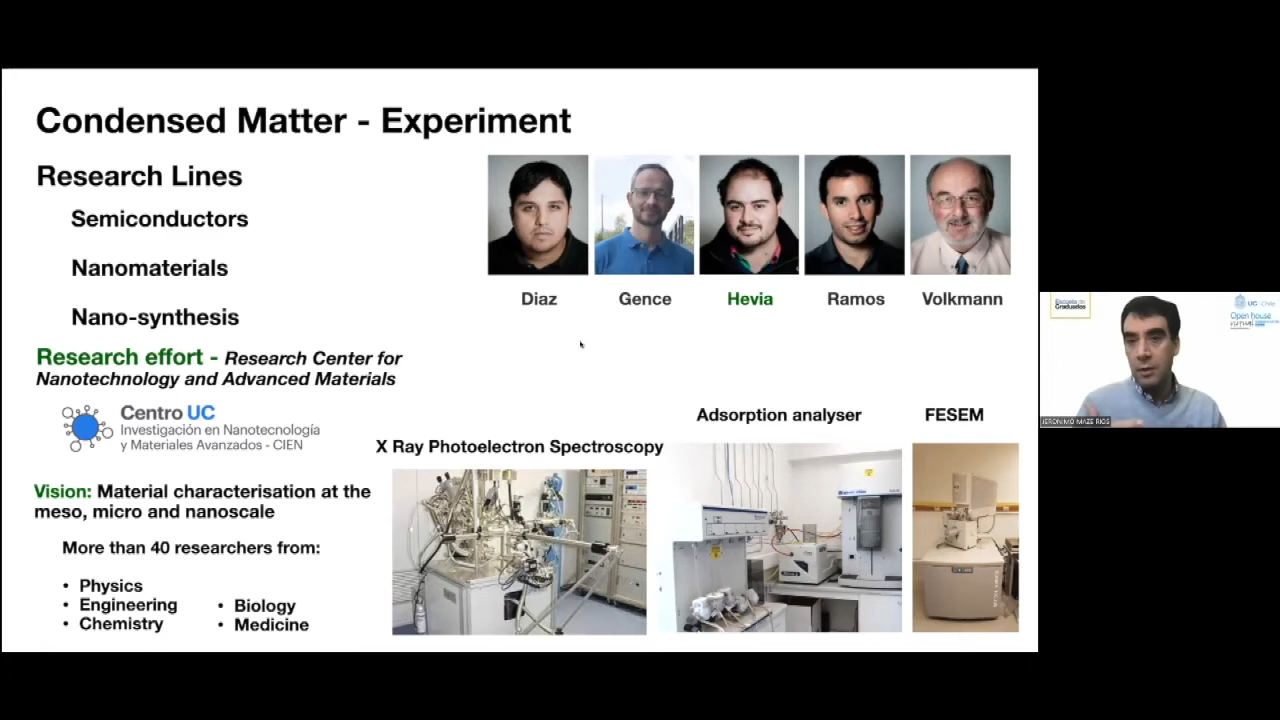 Condensed Matter - Experiment
Research Lines
Semiconductors
Nanomaterials
Nano-synthesis
Diaz
Gence
Hevia
Ramos
Volkmann
Research effort - Research Center for
Nanotechnology and Advanced Materials
Centro UC
Investigación en Nanotecnología
y Materiales Avanzados - CIEN
Vision: Material characterisation at the
meso, micro and nanoscale
More than 40 researchers from:
• Physics
• Engineering
• Chemistry
• Biology
• Medicine
X Ray Photoelectron Spectroscopy
Adsorption analyser
FESEM
Escuela de
Graduados
UC | Chile
Open house
JERONIMO MAZE RIOS